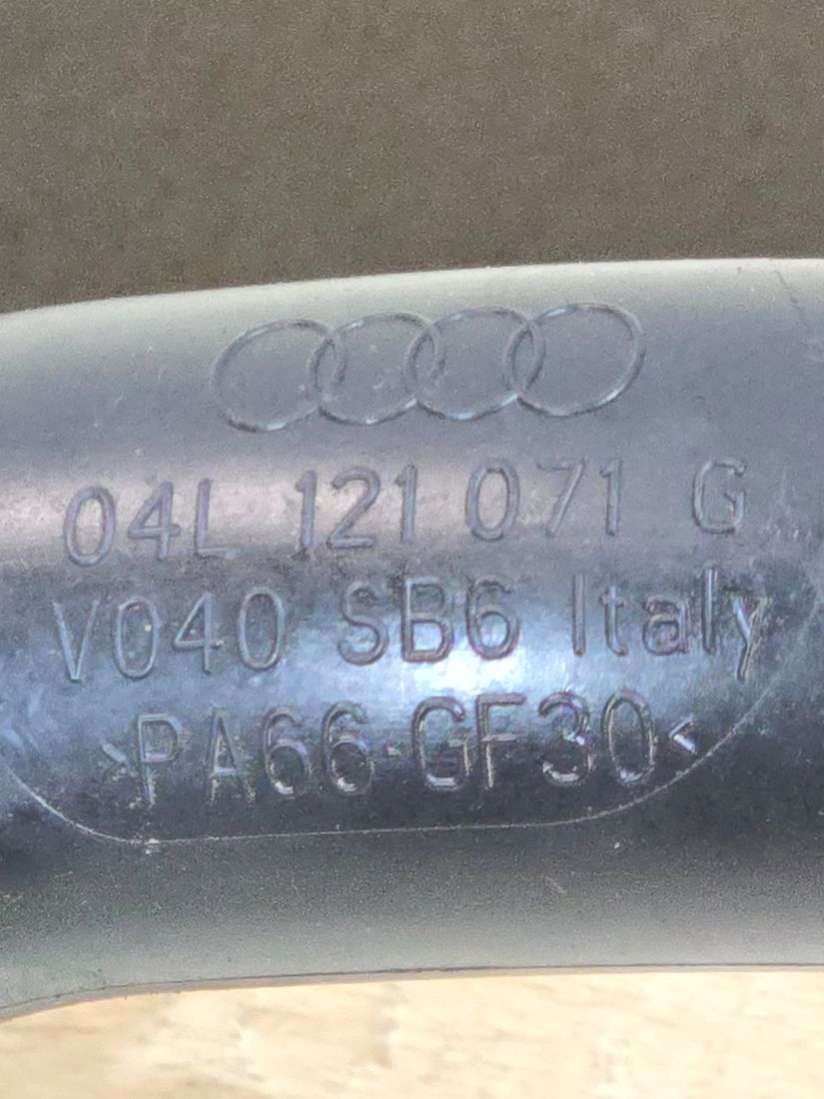 04L 121 071 G
V040 SB6 Italy
>PA66-GF30<